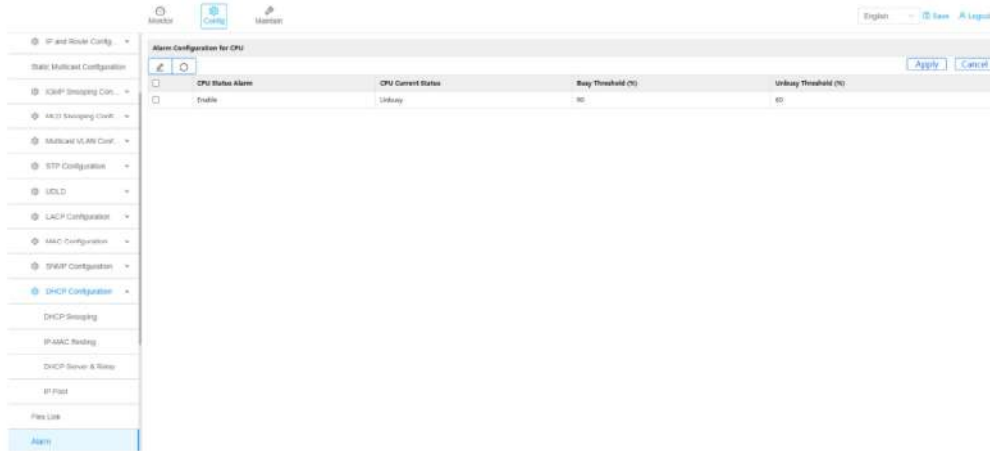 Monitor
Config
Maintain
English
Save
Logout
IP and Route Config...
Static Multicast Configuration
IGMP Snooping Con...
MLD Snooping Confi...
Multicast VLAN Conf...
STP Configuration
UDLD
LACP Configuration
MAC Configuration
SNMP Configuration
DHCP Configuration
DHCP Snooping
IP-MAC Binding
DHCP Server & Relay
IP Pool
Flex Link
Alarm
Alarm Configuration for CPU
Apply Cancel
CPU Status Alarm CPU Current Status Busy Threshold (%) Unbusy Threshold (%)
Enable Unbusy 90 60